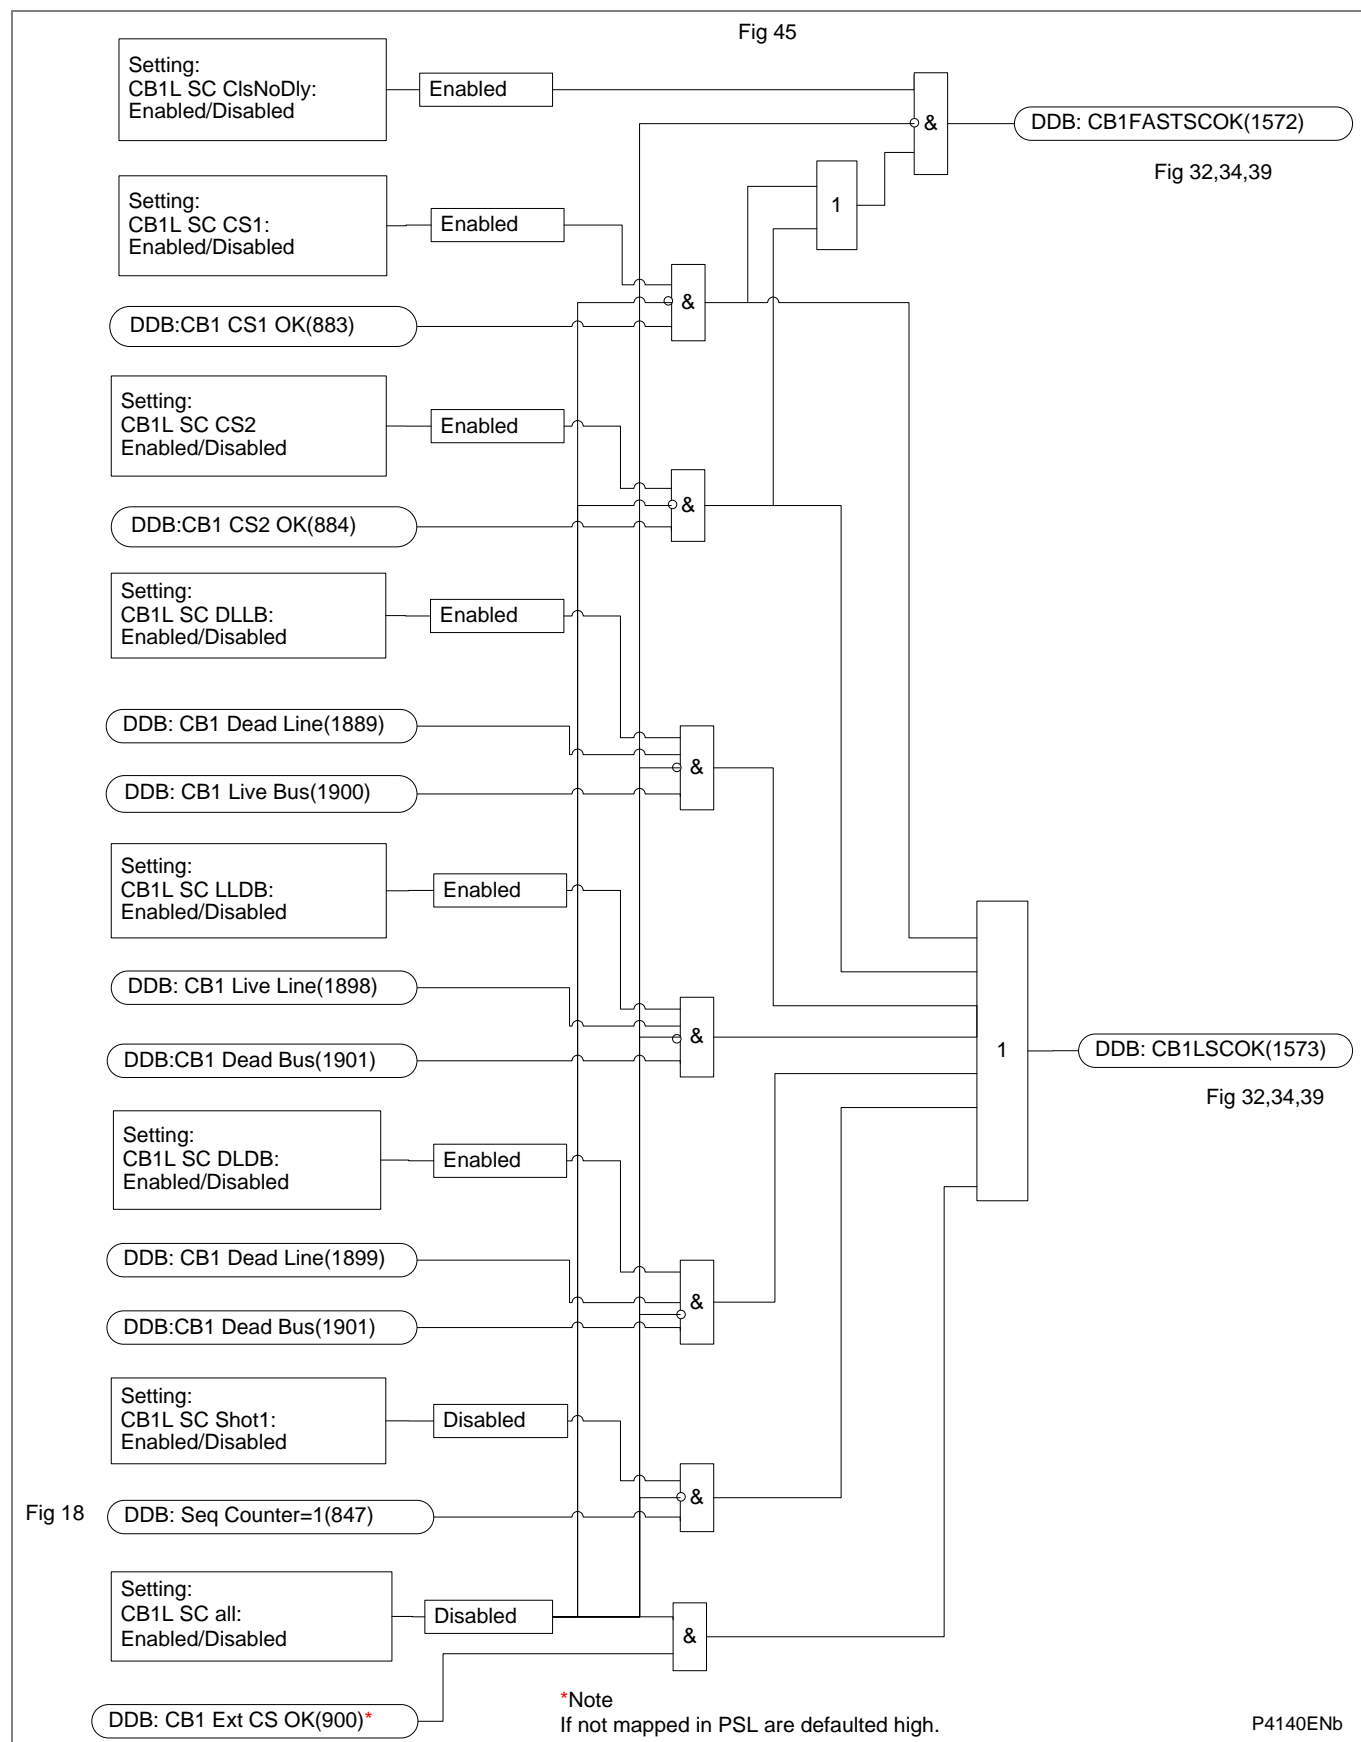 Fig 45
Setting:
CB1L SC ClsNoDly:
Enabled/Disabled
Enabled
&
DDB: CB1FASTSCOK(1572)
Fig 32,34,39
Setting:
CB1L SC CS1:
Enabled/Disabled
Enabled
1
&
DDB:CB1 CS1 OK(883)
Setting:
CB1L SC CS2
Enabled/Disabled
Enabled
&
DDB:CB1 CS2 OK(884)
Setting:
CB1L SC DLLB:
Enabled/Disabled
Enabled
DDB: CB1 Dead Line(1889)
&
DDB: CB1 Live Bus(1900)
Setting:
CB1L SC LLDB:
Enabled/Disabled
Enabled
DDB: CB1 Live Line(1898)
&
DDB:CB1 Dead Bus(1901)
1
DDB: CB1LSCOK(1573)
Fig 32,34,39
Setting:
CB1L SC DLDB:
Enabled/Disabled
Enabled
DDB: CB1 Dead Line(1899)
&
DDB:CB1 Dead Bus(1901)
Setting:
CB1L SC Shot1:
Enabled/Disabled
Disabled
&
Fig 18
DDB: Seq Counter=1(847)
Setting:
CB1L SC all:
Enabled/Disabled
Disabled
&
DDB: CB1 Ext CS OK(900)*
*Note
If not mapped in PSL are defaulted high.
P4140ENb